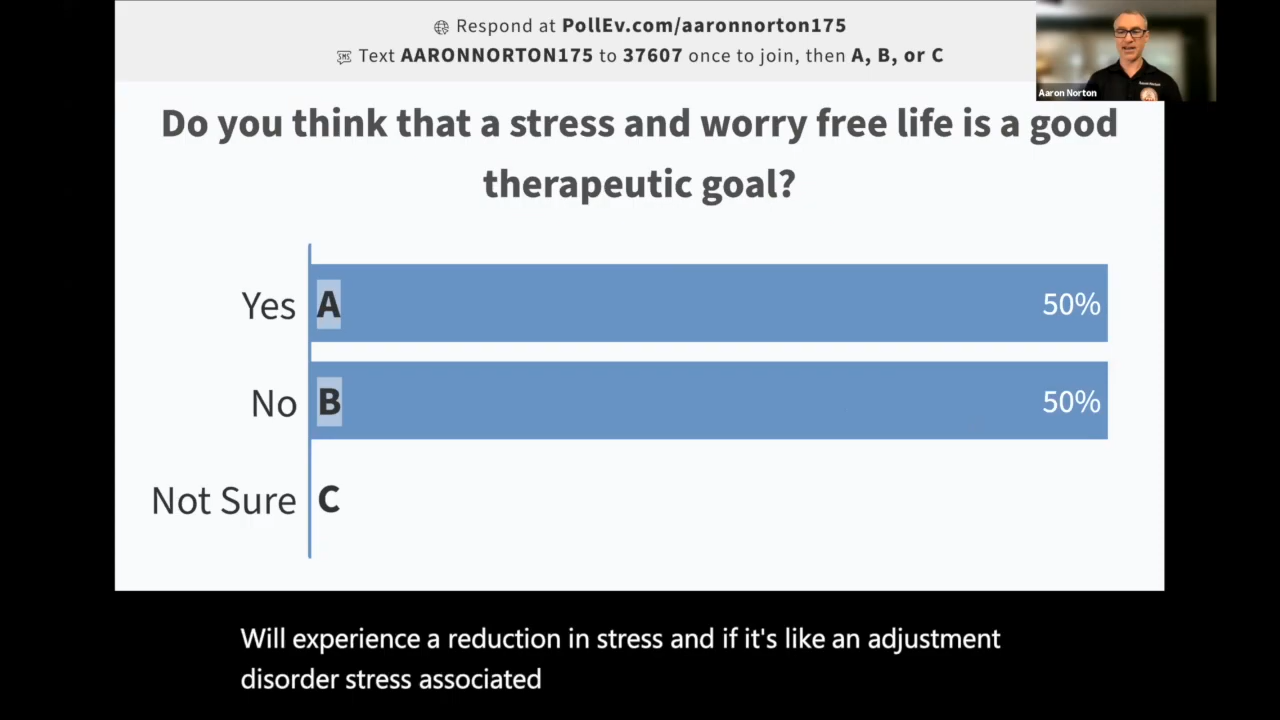 Respond at PollEv.com/aaronnorton175
Text AARONNORTON175 to 37607 once to join, then A, B, or C
Aaron Norton
Do you think that a stress and worry free life is a good
therapeutic goal?
Yes A 50%
No B 50%
Not Sure C
Will experience a reduction in stress and if it's like an adjustment
disorder stress associated